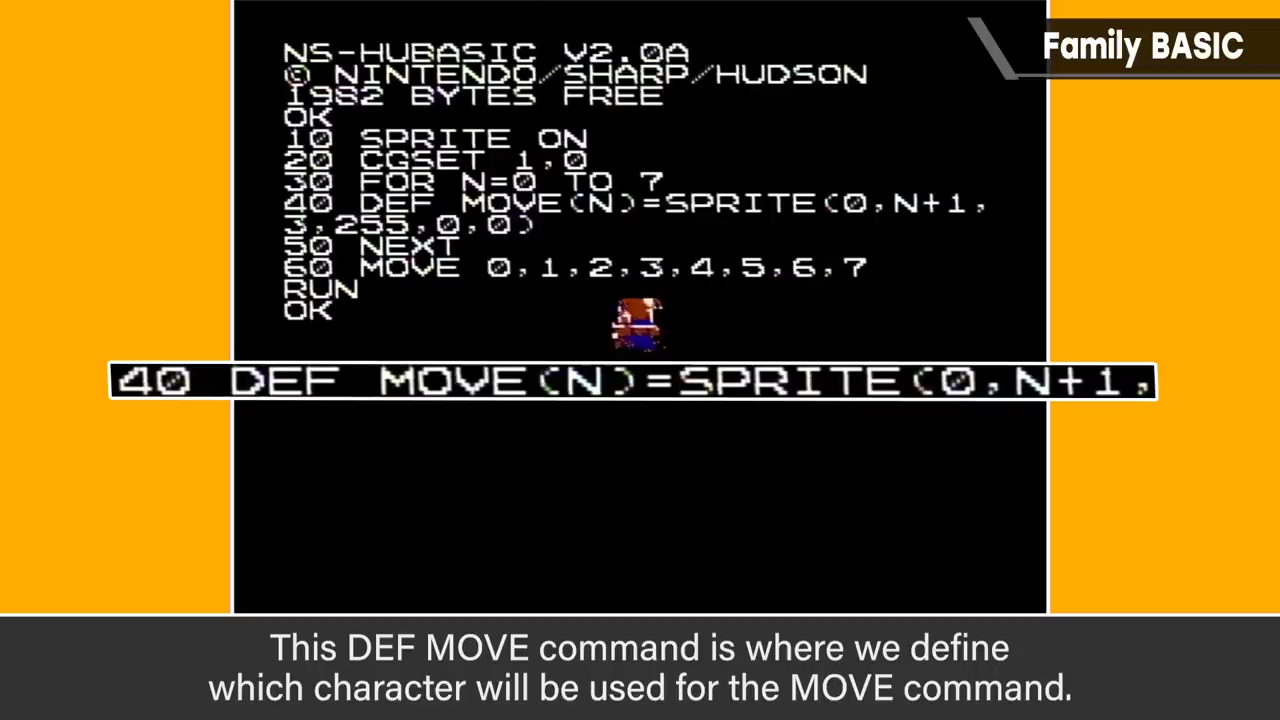 Family BASIC
NS-HUBASIC V2.0A
© NINTENDO/SHARP/HUDSON
1982 BYTES FREE
OK
10 SPRITE ON
20 CGSET 1,0
30 FOR N=0 TO 7
40 DEF MOVE(N)=SPRITE(0,N+1,
3,255,0,0)
50 NEXT
60 MOVE 0,1,2,3,4,5,6,7
RUN
OK
40 DEF MOVE(N)=SPRITE(0,N+1,
This DEF MOVE command is where we define
which character will be used for the MOVE command.